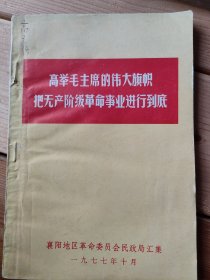 高举毛主席的伟大旗帜
把无产阶级革命事业进行到底
襄阳地区革命委员会民政局汇集
一九七七年十月